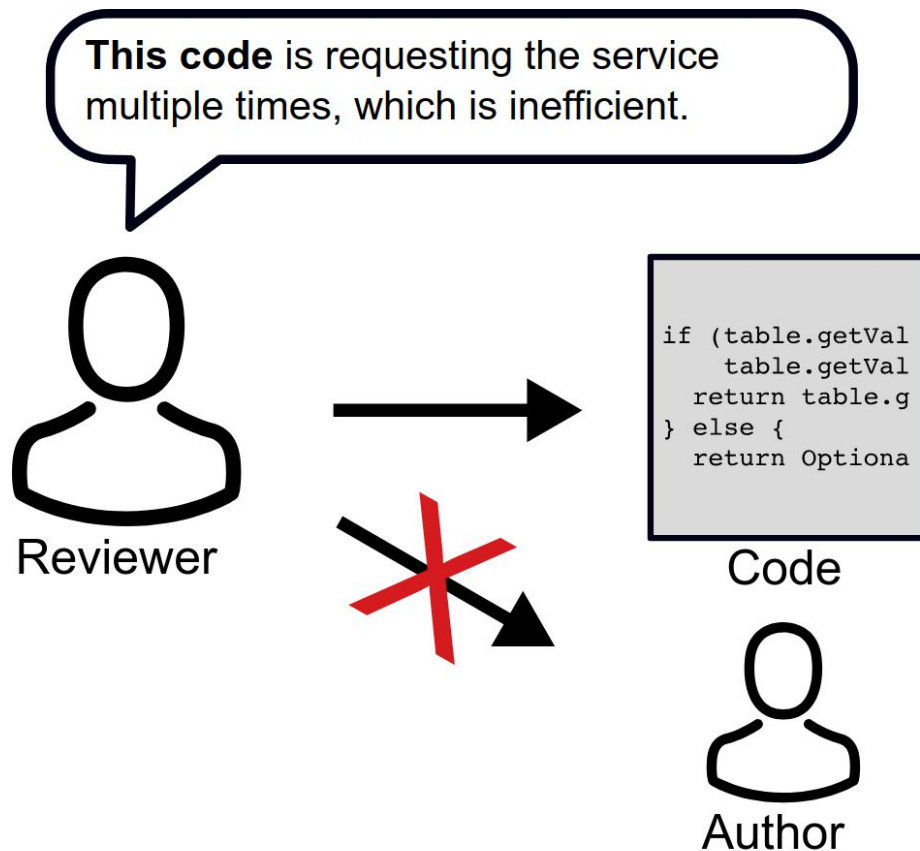 This code is requesting the service
multiple times, which is inefficient.
if (table.getVal
table.getVal
return table.g
} else {
return Optiona
Reviewer
Code
Author